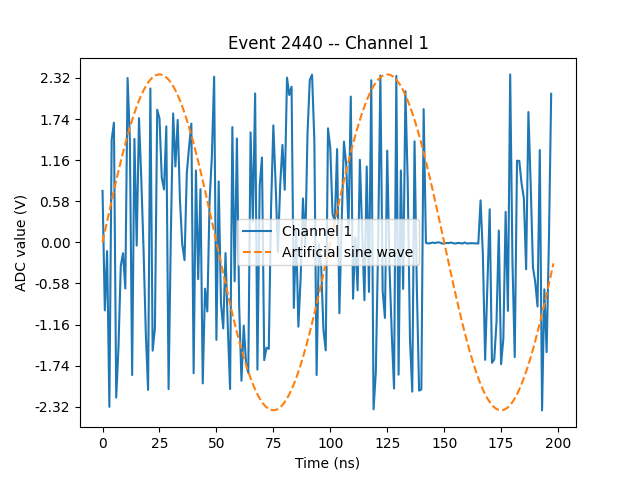 Event 2440 -- Channel 1
ADC value (V)
2.32
1.74
1.16
0.58
0.00
-0.58
-1.16
-1.74
-2.32
Channel 1
Artificial sine wave
0 25 50 75 100 125 150 175 200
Time (ns)